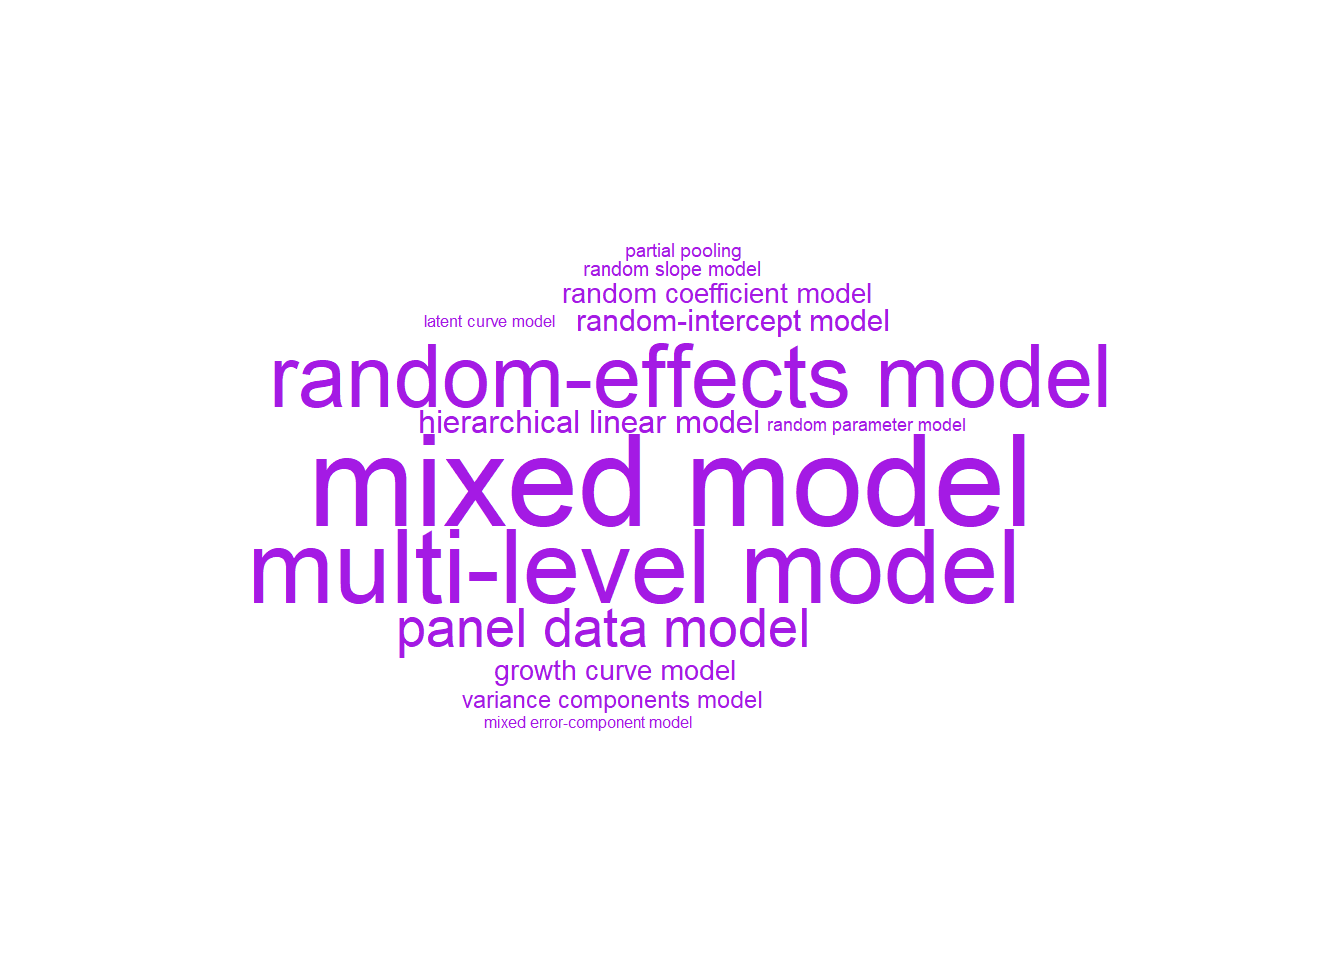 partial pooling
random slope model
random coefficient model
latent curve model random-intercept model
random-effects model
hierarchical linear model random parameter model
mixed model
multi-level model
panel data model
growth curve model
variance components model
mixed error-component model